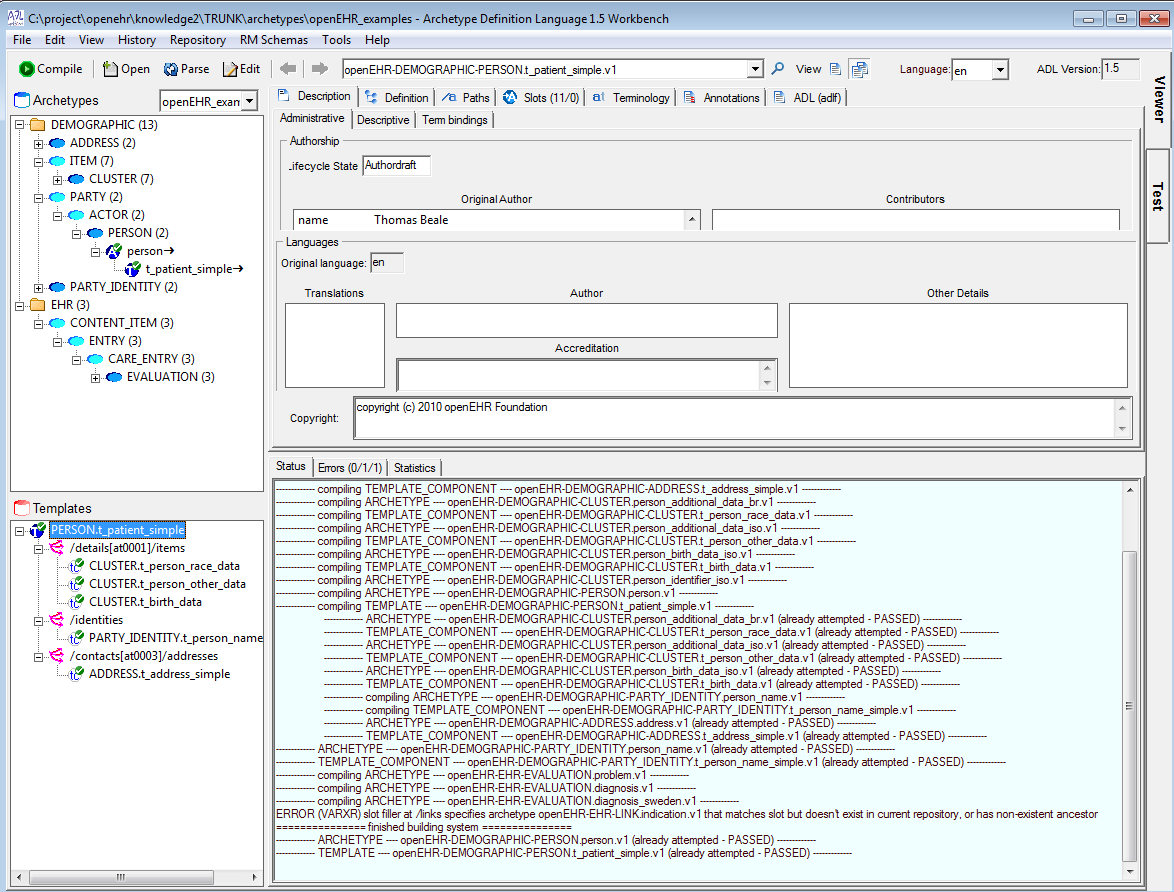 C:\project\openehr\knowledge2\TRUNK\archetypes\openEHR_examples - Archetype Definition Language 1.5 Workbench
File Edit View History Repository RM Schemas Tools Help
Compile Open Parse Edit openEHR-DEMOGRAPHIC-PERSON.t_patient_simple.v1 View Language: en ADL Version: 1.5
Archetypes openEHR_exam
DEMOGRAPHIC (13)
ADDRESS (2)
ITEM (7)
CLUSTER (7)
PARTY (2)
ACTOR (2)
PERSON (2)
person→
t_patient_simple→
PARTY_IDENTITY (2)
EHR (3)
CONTENT_ITEM (3)
ENTRY (3)
CARE_ENTRY (3)
EVALUATION (3)
Templates
PERSON.t_patient_simple
/details[at0001]/items
CLUSTER.t_person_race_data
CLUSTER.t_person_other_data
CLUSTER.t_birth_data
/identities
PARTY_IDENTITY.t_person_name
/contacts[at0003]/addresses
ADDRESS.t_address_simple
Description Definition Paths Slots (11/0) Terminology Annotations ADL (adlf)
Administrative Descriptive Term bindings
Authorship
Lifecycle State Authordraft
Original Author Contributors
name Thomas Beale
Languages
Original language: en
Translations Author Other Details
Accreditation
Copyright: copyright (c) 2010 openEHR Foundation
Viewer
Test
Status Errors (0/1/1) Statistics
------------ compiling TEMPLATE_COMPONENT ---- openEHR-DEMOGRAPHIC-ADDRESS.t_address_simple.v1 ------------
------------ compiling ARCHETYPE ---- openEHR-DEMOGRAPHIC-CLUSTER.person_additional_data_br.v1 ------------
------------ compiling TEMPLATE_COMPONENT ---- openEHR-DEMOGRAPHIC-CLUSTER.t_person_race_data.v1 ------------
------------ compiling ARCHETYPE ---- openEHR-DEMOGRAPHIC-CLUSTER.person_additional_data_iso.v1 ------------
------------ compiling TEMPLATE_COMPONENT ---- openEHR-DEMOGRAPHIC-CLUSTER.t_person_other_data.v1 ------------
------------ compiling ARCHETYPE ---- openEHR-DEMOGRAPHIC-CLUSTER.person_birth_data_iso.v1 ------------
------------ compiling TEMPLATE_COMPONENT ---- openEHR-DEMOGRAPHIC-CLUSTER.t_birth_data.v1 ------------
------------ compiling ARCHETYPE ---- openEHR-DEMOGRAPHIC-CLUSTER.person_identifier_iso.v1 ------------
------------ compiling ARCHETYPE ---- openEHR-DEMOGRAPHIC-PERSON.person.v1 ------------
------------ compiling TEMPLATE ---- openEHR-DEMOGRAPHIC-PERSON.t_patient_simple.v1 ------------
------------ ARCHETYPE ---- openEHR-DEMOGRAPHIC-CLUSTER.person_additional_data_br.v1 (already attempted - PASSED) ------------
------------ TEMPLATE_COMPONENT ---- openEHR-DEMOGRAPHIC-CLUSTER.t_person_race_data.v1 (already attempted - PASSED) ------------
------------ ARCHETYPE ---- openEHR-DEMOGRAPHIC-CLUSTER.person_additional_data_iso.v1 (already attempted - PASSED) ------------
------------ TEMPLATE_COMPONENT ---- openEHR-DEMOGRAPHIC-CLUSTER.t_person_other_data.v1 (already attempted - PASSED) ------------
------------ ARCHETYPE ---- openEHR-DEMOGRAPHIC-CLUSTER.person_birth_data_iso.v1 (already attempted - PASSED) ------------
------------ TEMPLATE_COMPONENT ---- openEHR-DEMOGRAPHIC-CLUSTER.t_birth_data.v1 (already attempted - PASSED) ------------
------------ compiling ARCHETYPE ---- openEHR-DEMOGRAPHIC-PARTY_IDENTITY.person_name.v1 ------------
------------ compiling TEMPLATE_COMPONENT ---- openEHR-DEMOGRAPHIC-PARTY_IDENTITY.t_person_name_simple.v1 ------------
------------ ARCHETYPE ---- openEHR-DEMOGRAPHIC-ADDRESS.address.v1 (already attempted - PASSED) ------------
------------ TEMPLATE_COMPONENT ---- openEHR-DEMOGRAPHIC-ADDRESS.t_address_simple.v1 (already attempted - PASSED) ------------
------------ ARCHETYPE ---- openEHR-DEMOGRAPHIC-PARTY_IDENTITY.person_name.v1 (already attempted - PASSED) ------------
------------ TEMPLATE_COMPONENT ---- openEHR-DEMOGRAPHIC-PARTY_IDENTITY.t_person_name_simple.v1 (already attempted - PASSED) ------------
------------ compiling ARCHETYPE ---- openEHR-EHR-EVALUATION.problem.v1 ------------
------------ compiling ARCHETYPE ---- openEHR-EHR-EVALUATION.diagnosis.v1 ------------
------------ compiling ARCHETYPE ---- openEHR-EHR-EVALUATION.diagnosis_sweden.v1 ------------
ERROR (VARXR) slot filler at /links specifies archetype openEHR-EHR-LINK.indication.v1 that matches slot but doesn't exist in current repository, or has non-existent ancestor
=============== finished building system ===============
------------ ARCHETYPE ---- openEHR-DEMOGRAPHIC-PERSON.person.v1 (already attempted - PASSED) ------------
------------ TEMPLATE ---- openEHR-DEMOGRAPHIC-PERSON.t_patient_simple.v1 (already attempted - PASSED) ------------